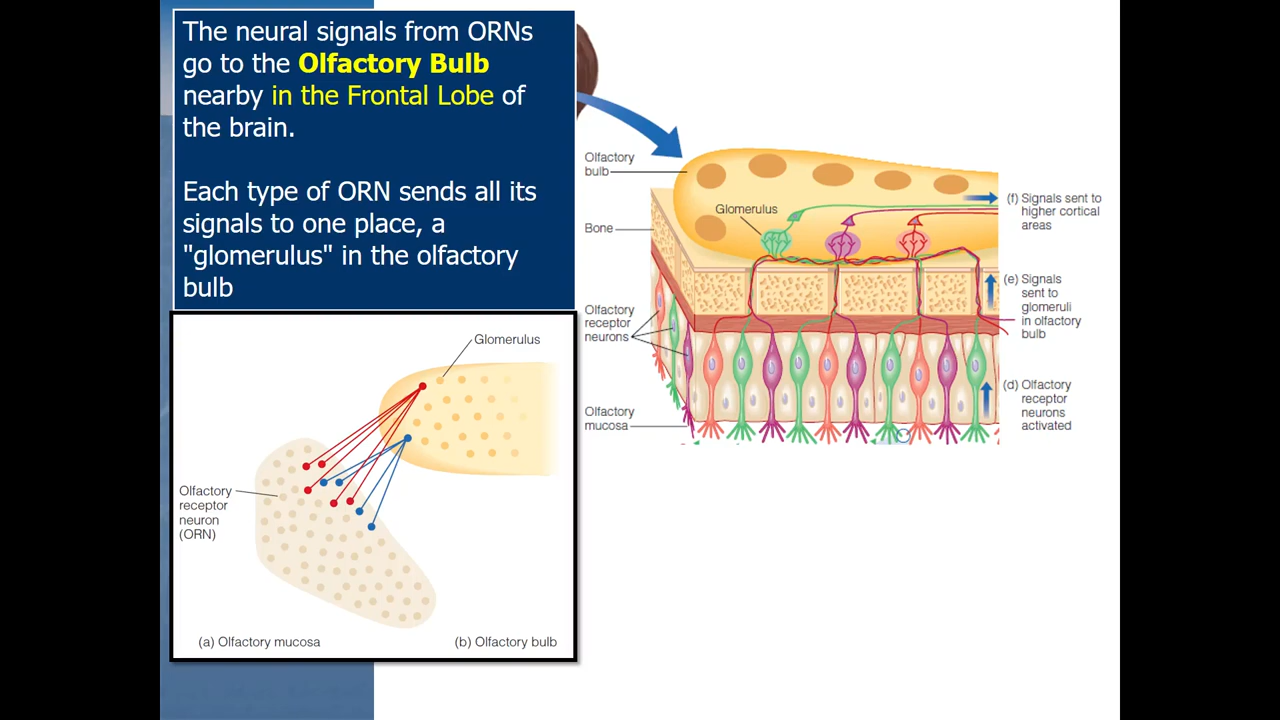 The neural signals from ORNs
go to the Olfactory Bulb
nearby in the Frontal Lobe of
the brain.
Each type of ORN sends all its
signals to one place, a
"glomerulus" in the olfactory
bulb
Glomerulus
Olfactory
receptor
neuron
(ORN)
(a) Olfactory mucosa
(b) Olfactory bulb
Olfactory
bulb
Glomerulus
Bone
Olfactory
receptor
neurons
Olfactory
mucosa
(f) Signals sent to
higher cortical
areas
(e) Signals
sent to
glomeruli
in olfactory
bulb
(d) Olfactory
receptor
neurons
activated